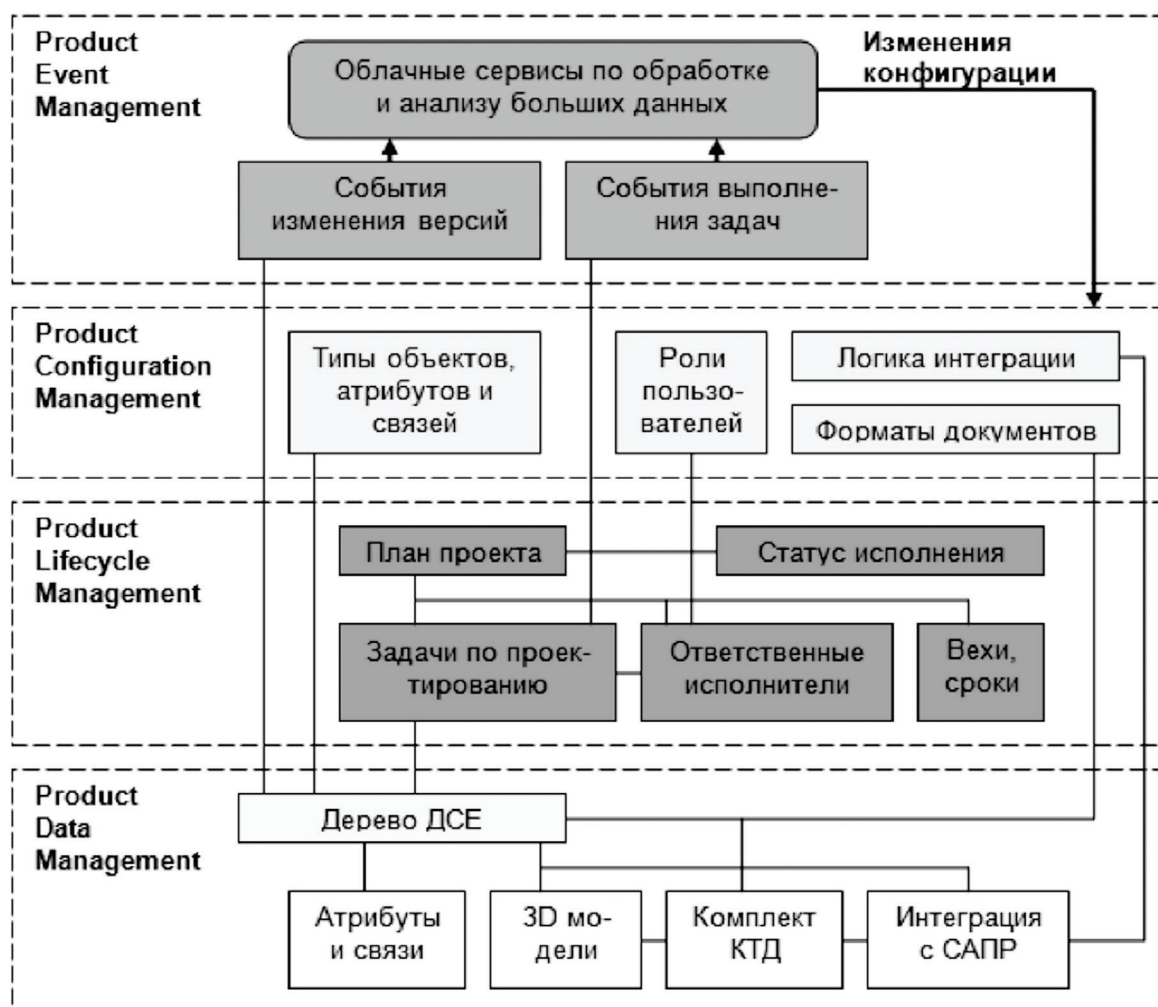 Product
Event
Management
Облачные сервисы по обработке
и анализу больших данных
Изменения
конфигурации
События
изменения версий
События выполне-
ния задач
Product
Configuration
Management
Типы объектов,
атрибутов и
связей
Роли
пользо-
вателей
Логика интеграции
Форматы документов
Product
Lifecycle
Management
План проекта
Статус исполнения
Задачи по проек-
тированию
Ответственные
исполнители
Вехи,
сроки
Product
Data
Management
Дерево ДСЕ
Атрибуты
и связи
3D мо-
дели
Комплект
КТД
Интеграция
с САПР